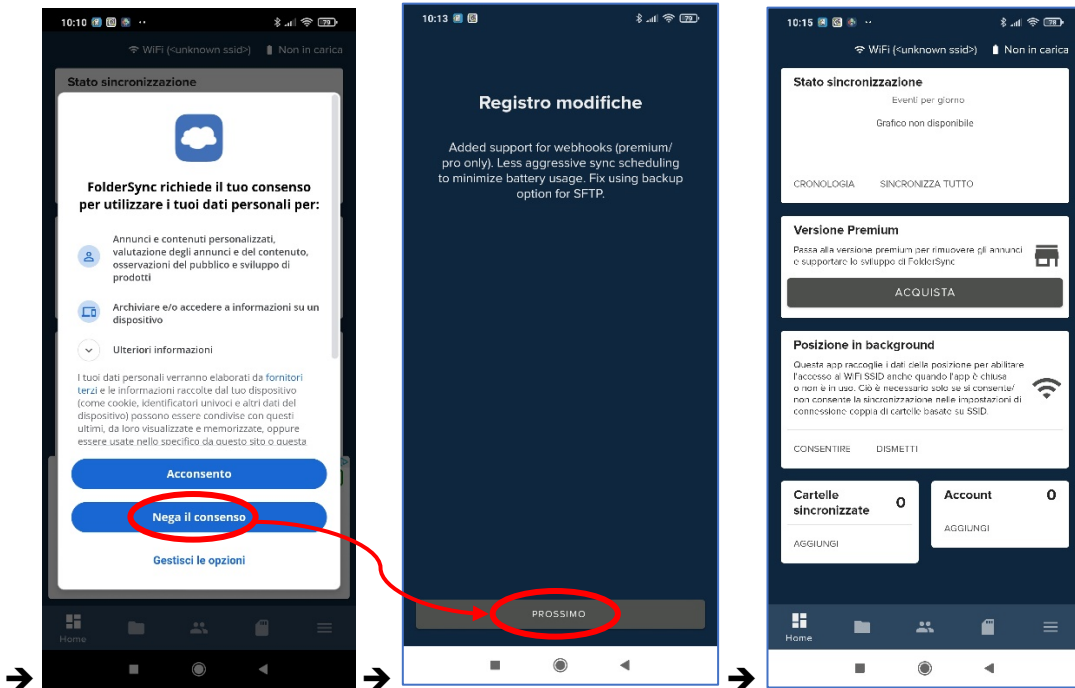 10:10
79
WiFi (<unknown ssid>) Non in carica
Stato sincronizzazione
FolderSync richiede il tuo consenso
per utilizzare i tuoi dati personali per:
Annunci e contenuti personalizzati,
valutazione degli annunci e del contenuto,
osservazioni del pubblico e sviluppo di
prodotti
Archiviare e/o accedere a informazioni su un
dispositivo
Ulteriori informazioni
I tuoi dati personali verranno elaborati da fornitori
terzi e le informazioni raccolte dal tuo dispositivo
(come cookie, identificatori univoci e altri dati del
dispositivo) possono essere condivise con questi
ultimi, da loro visualizzate e memorizzate, oppure
essere usate nello specifico da questo sito o questa
Acconsento
Nega il consenso
Gestisci le opzioni
Home
10:13
79
Registro modifiche
Added support for webhooks (premium/
pro only). Less aggressive sync scheduling
to minimize battery usage. Fix using backup
option for SFTP.
PROSSIMO
10:15
78
WiFi (<unknown ssid>) Non in carica
Stato sincronizzazione
Eventi per giorno
Grafico non disponibile
CRONOLOGIA SINCRONIZZA TUTTO
Versione Premium
Passa alla versione premium per rimuovere gli annunci
e supportare lo sviluppo di FolderSync
ACQUISTA
Posizione in background
Questa app raccoglie i dati della posizione per abilitare
l'accesso al WiFi SSID anche quando l'app è chiusa
o non è in uso. Ciò è necessario solo se si consente/
non consente la sincronizzazione nelle impostazioni di
connessione coppia di cartelle basate su SSID.
CONSENTIRE DISMETTI
Cartelle
sincronizzate 0
AGGIUNGI
Account 0
AGGIUNGI
Home